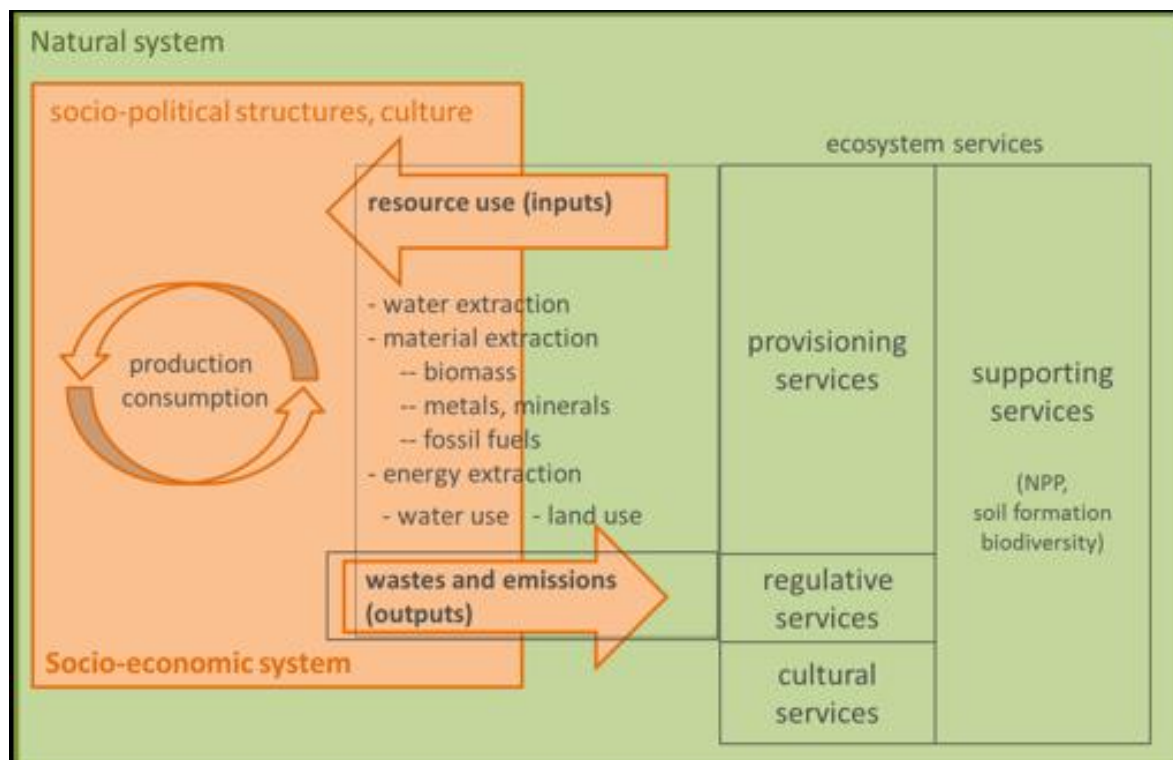 Natural system
socio-political structures, culture
ecosystem services
resource use (inputs)
- water extraction
- material extraction
-- biomass
-- metals, minerals
-- fossil fuels
- energy extraction
- water use - land use
production
consumption
wastes and emissions
(outputs)
Socio-economic system
provisioning
services
regulative
services
cultural
services
supporting
services
(NPP,
soil formation
biodiversity)